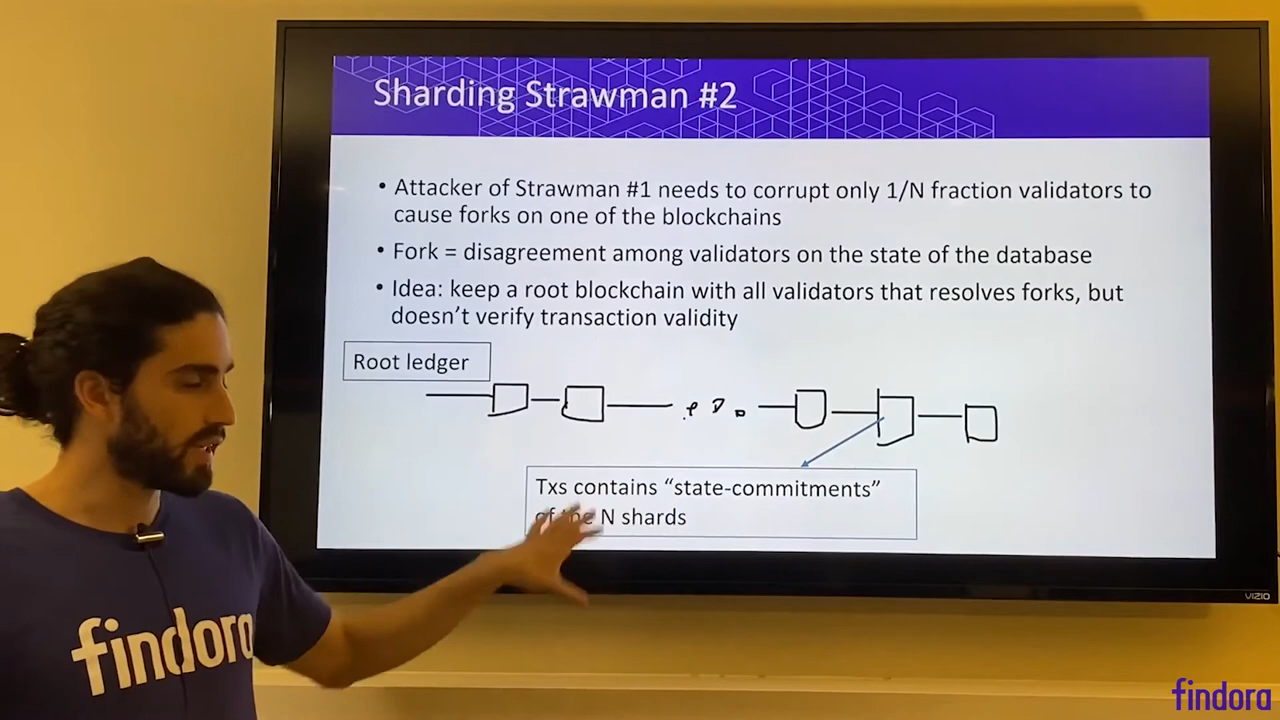 Sharding Strawman #2
• Attacker of Strawman #1 needs to corrupt only 1/N fraction validators to
cause forks on one of the blockchains
• Fork = disagreement among validators on the state of the database
• Idea: keep a root blockchain with all validators that resolves forks, but
doesn't verify transaction validity
Root ledger
Txs contains “state-commitments”
of the N shards
VIZIO
findora
findora